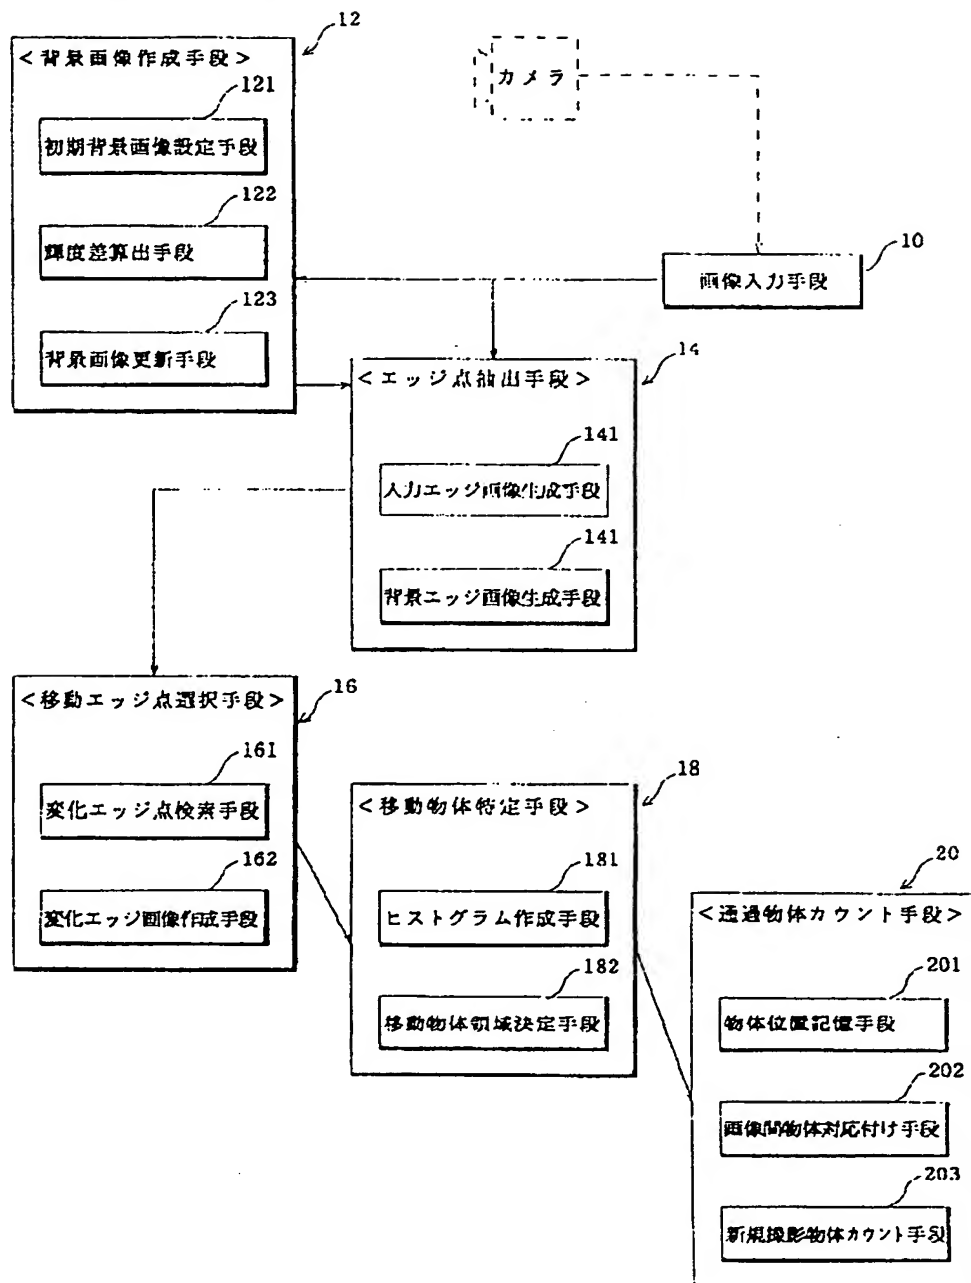 12
<背景画像作成手段>
121
初期背景画像設定手段
122
輝度差算出手段
123
背景画像更新手段
カメラ
10
画像入力手段
14
<エッジ点抽出手段>
141
入力エッジ画像生成手段
141
背景エッジ画像生成手段
16
<移動エッジ点選択手段>
161
変化エッジ点検索手段
162
変化エッジ画像作成手段
18
<移動物体特定手段>
181
ヒストグラム作成手段
182
移動物体領域決定手段
20
<通過物体カウント手段>
201
物体位置記憶手段
202
画像間物体対応付け手段
203
新規撮影物体カウント手段